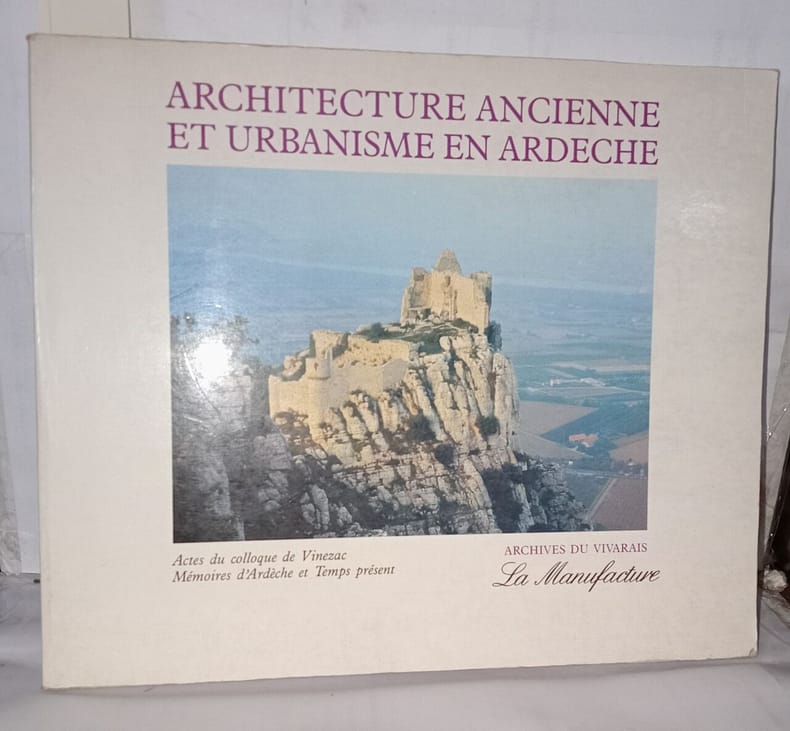 ARCHITECTURE ANCIENNE
ET URBANISME EN ARDECHE
Actes du colloque de Vinezac
Mémoires d'Ardèche et Temps présent
ARCHIVES DU VIVARAIS
La Manufacture